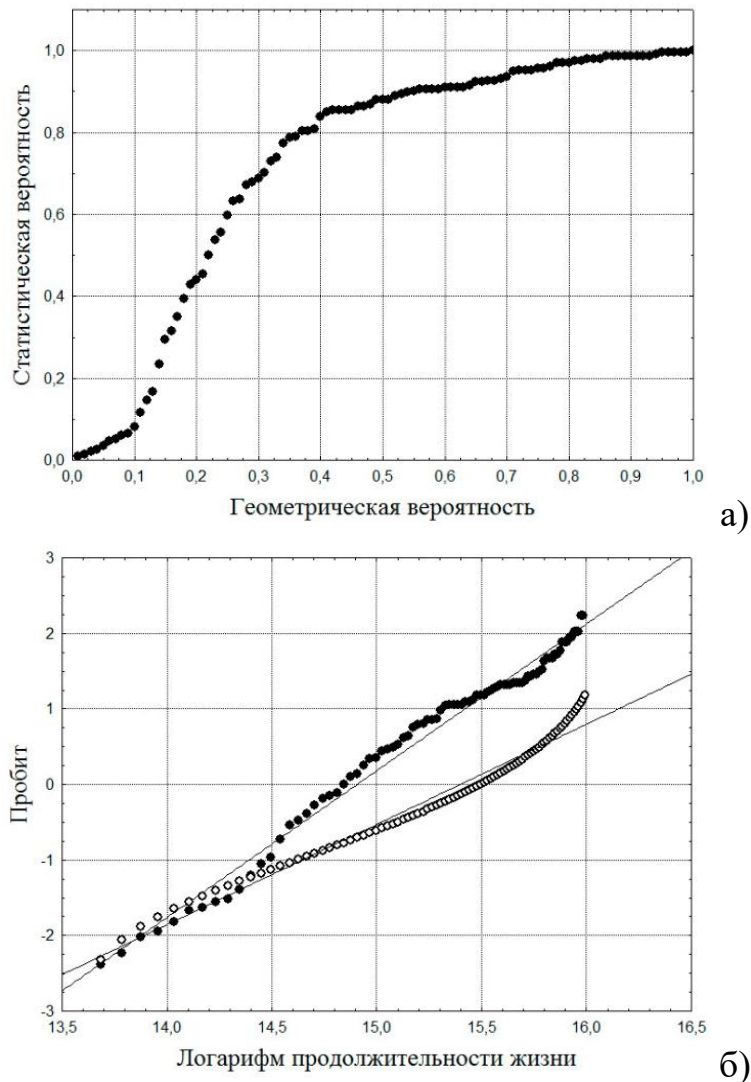 1,0
0,8
0,6
0,4
0,2
0,0
Статистическая вероятность
0,0 0,1 0,2 0,3 0,4 0,5 0,6 0,7 0,8 0,9 1,0
Геометрическая вероятность
а)
3
2
1
0
-1
-2
-3
Пробит
13,5 14,0 14,5 15,0 15,5 16,0 16,5
Логарифм продолжительности жизни
б)